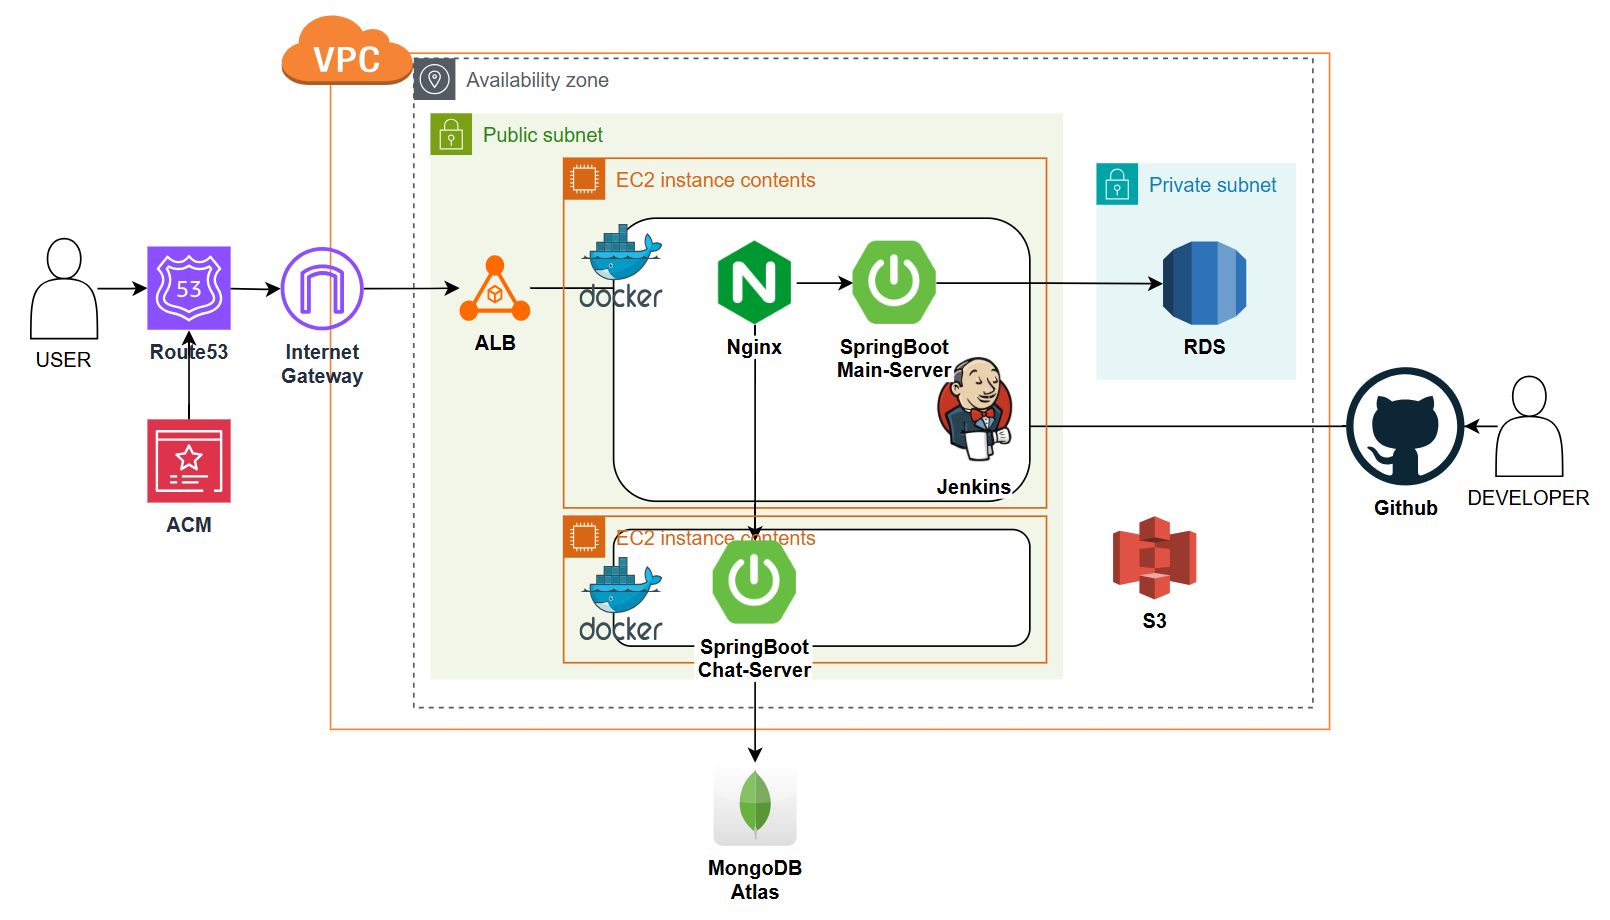 VPC
Availability zone
Public subnet
EC2 instance contents
Private subnet
docker
N
53
USER
Route53
Internet
Gateway
ALB
Nginx
SpringBoot
Main-Server
RDS
Jenkins
ACM
Github
DEVELOPER
EC2 instance contents
docker
SpringBoot
Chat-Server
S3
MongoDB
Atlas